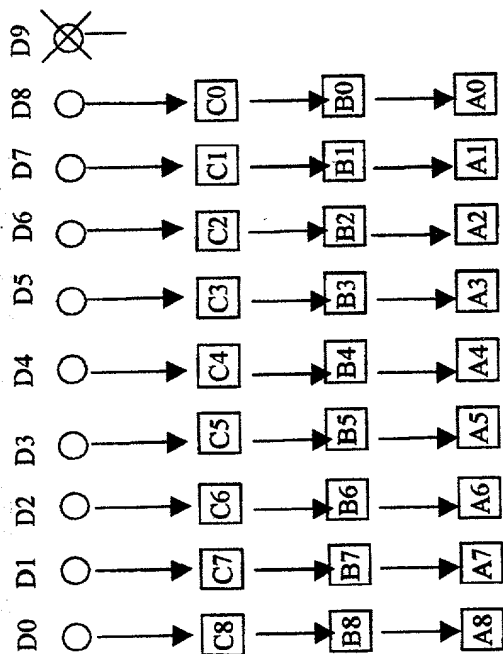 D0 D1 D2 D3 D4 D5 D6 D7 D8 D9
C8 C7 C6 C5 C4 C3 C2 C1 C0
B8 B7 B6 B5 B4 B3 B2 B1 B0
A8 A7 A6 A5 A4 A3 A2 A1 A0